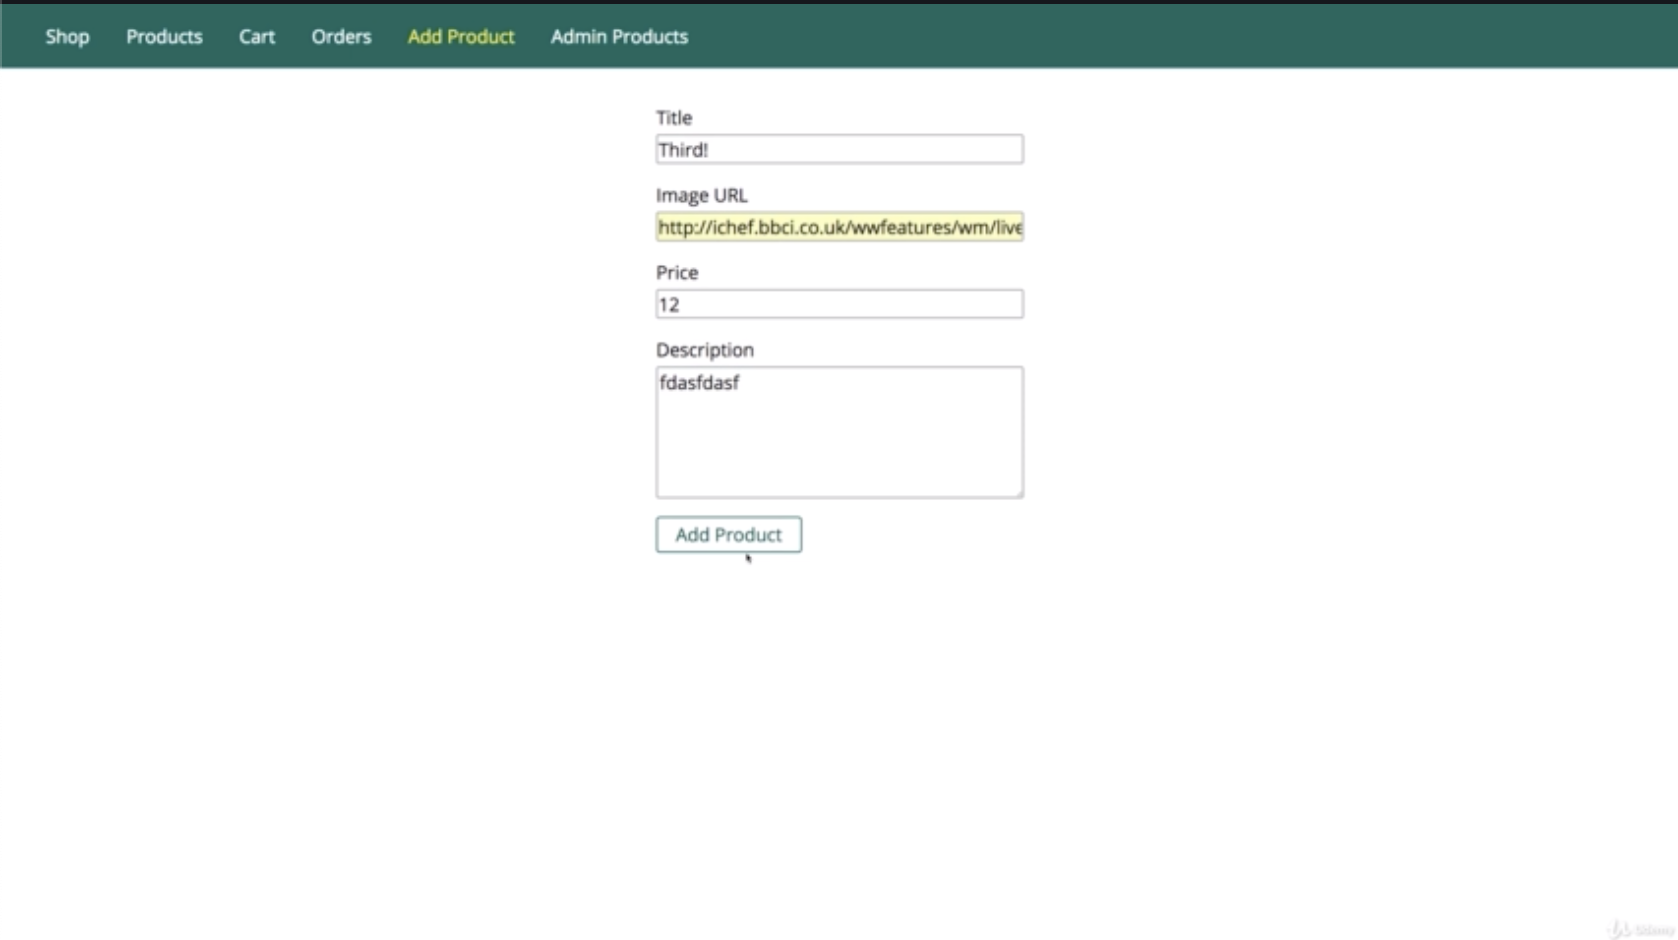 Shop Products Cart Orders Add Product Admin Products
Title
Third!
Image URL
http://ichef.bbci.co.uk/wwfeatures/wm/live
Price
12
Description
fdasfdasf
Add Product
Udemy